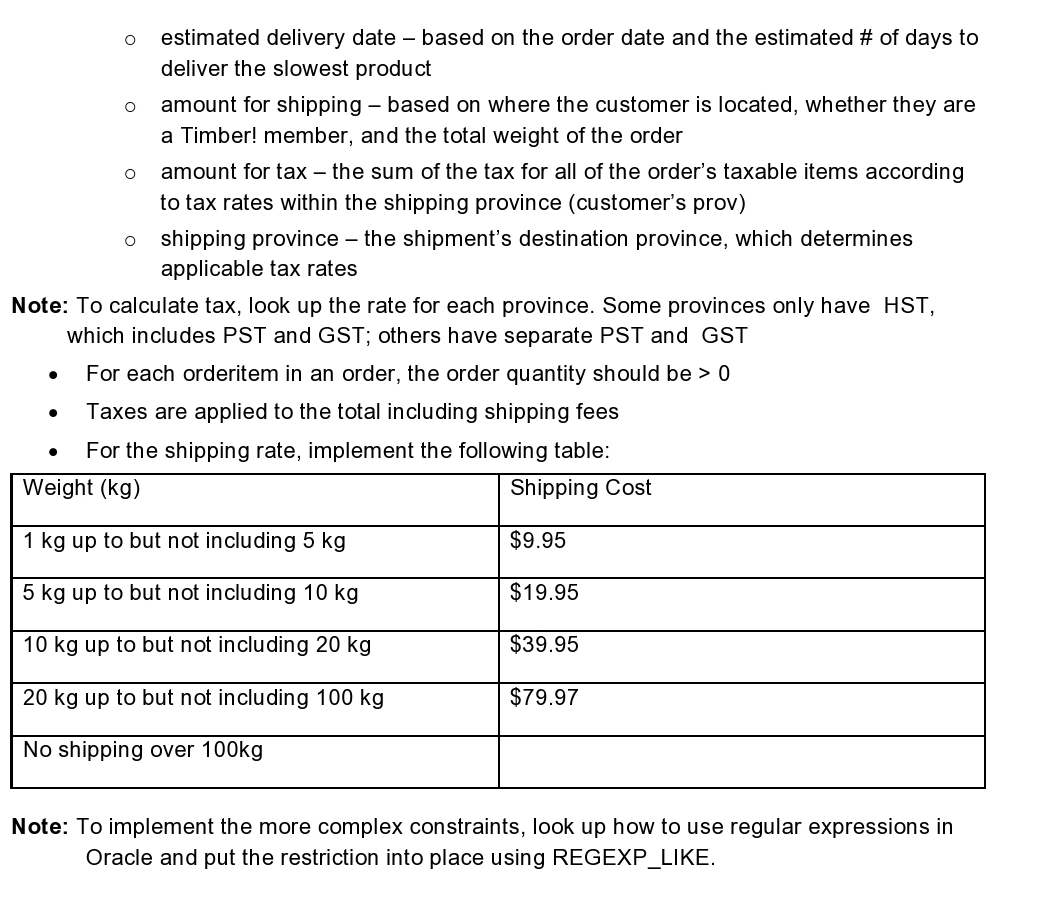 o estimated delivery date – based on the order date and the estimated # of days to
deliver the slowest product
o amount for shipping – based on where the customer is located, whether they are
a Timber! member, and the total weight of the order
o amount for tax – the sum of the tax for all of the order’s taxable items according
to tax rates within the shipping province (customer’s prov)
o shipping province – the shipment’s destination province, which determines
applicable tax rates
Note: To calculate tax, look up the rate for each province. Some provinces only have HST,
which includes PST and GST; others have separate PST and GST
• For each orderitem in an order, the order quantity should be > 0
• Taxes are applied to the total including shipping fees
• For the shipping rate, implement the following table:
Weight (kg) Shipping Cost
1 kg up to but not including 5 kg $9.95
5 kg up to but not including 10 kg $19.95
10 kg up to but not including 20 kg $39.95
20 kg up to but not including 100 kg $79.97
No shipping over 100kg
Note: To implement the more complex constraints, look up how to use regular expressions in
Oracle and put the restriction into place using REGEXP_LIKE.